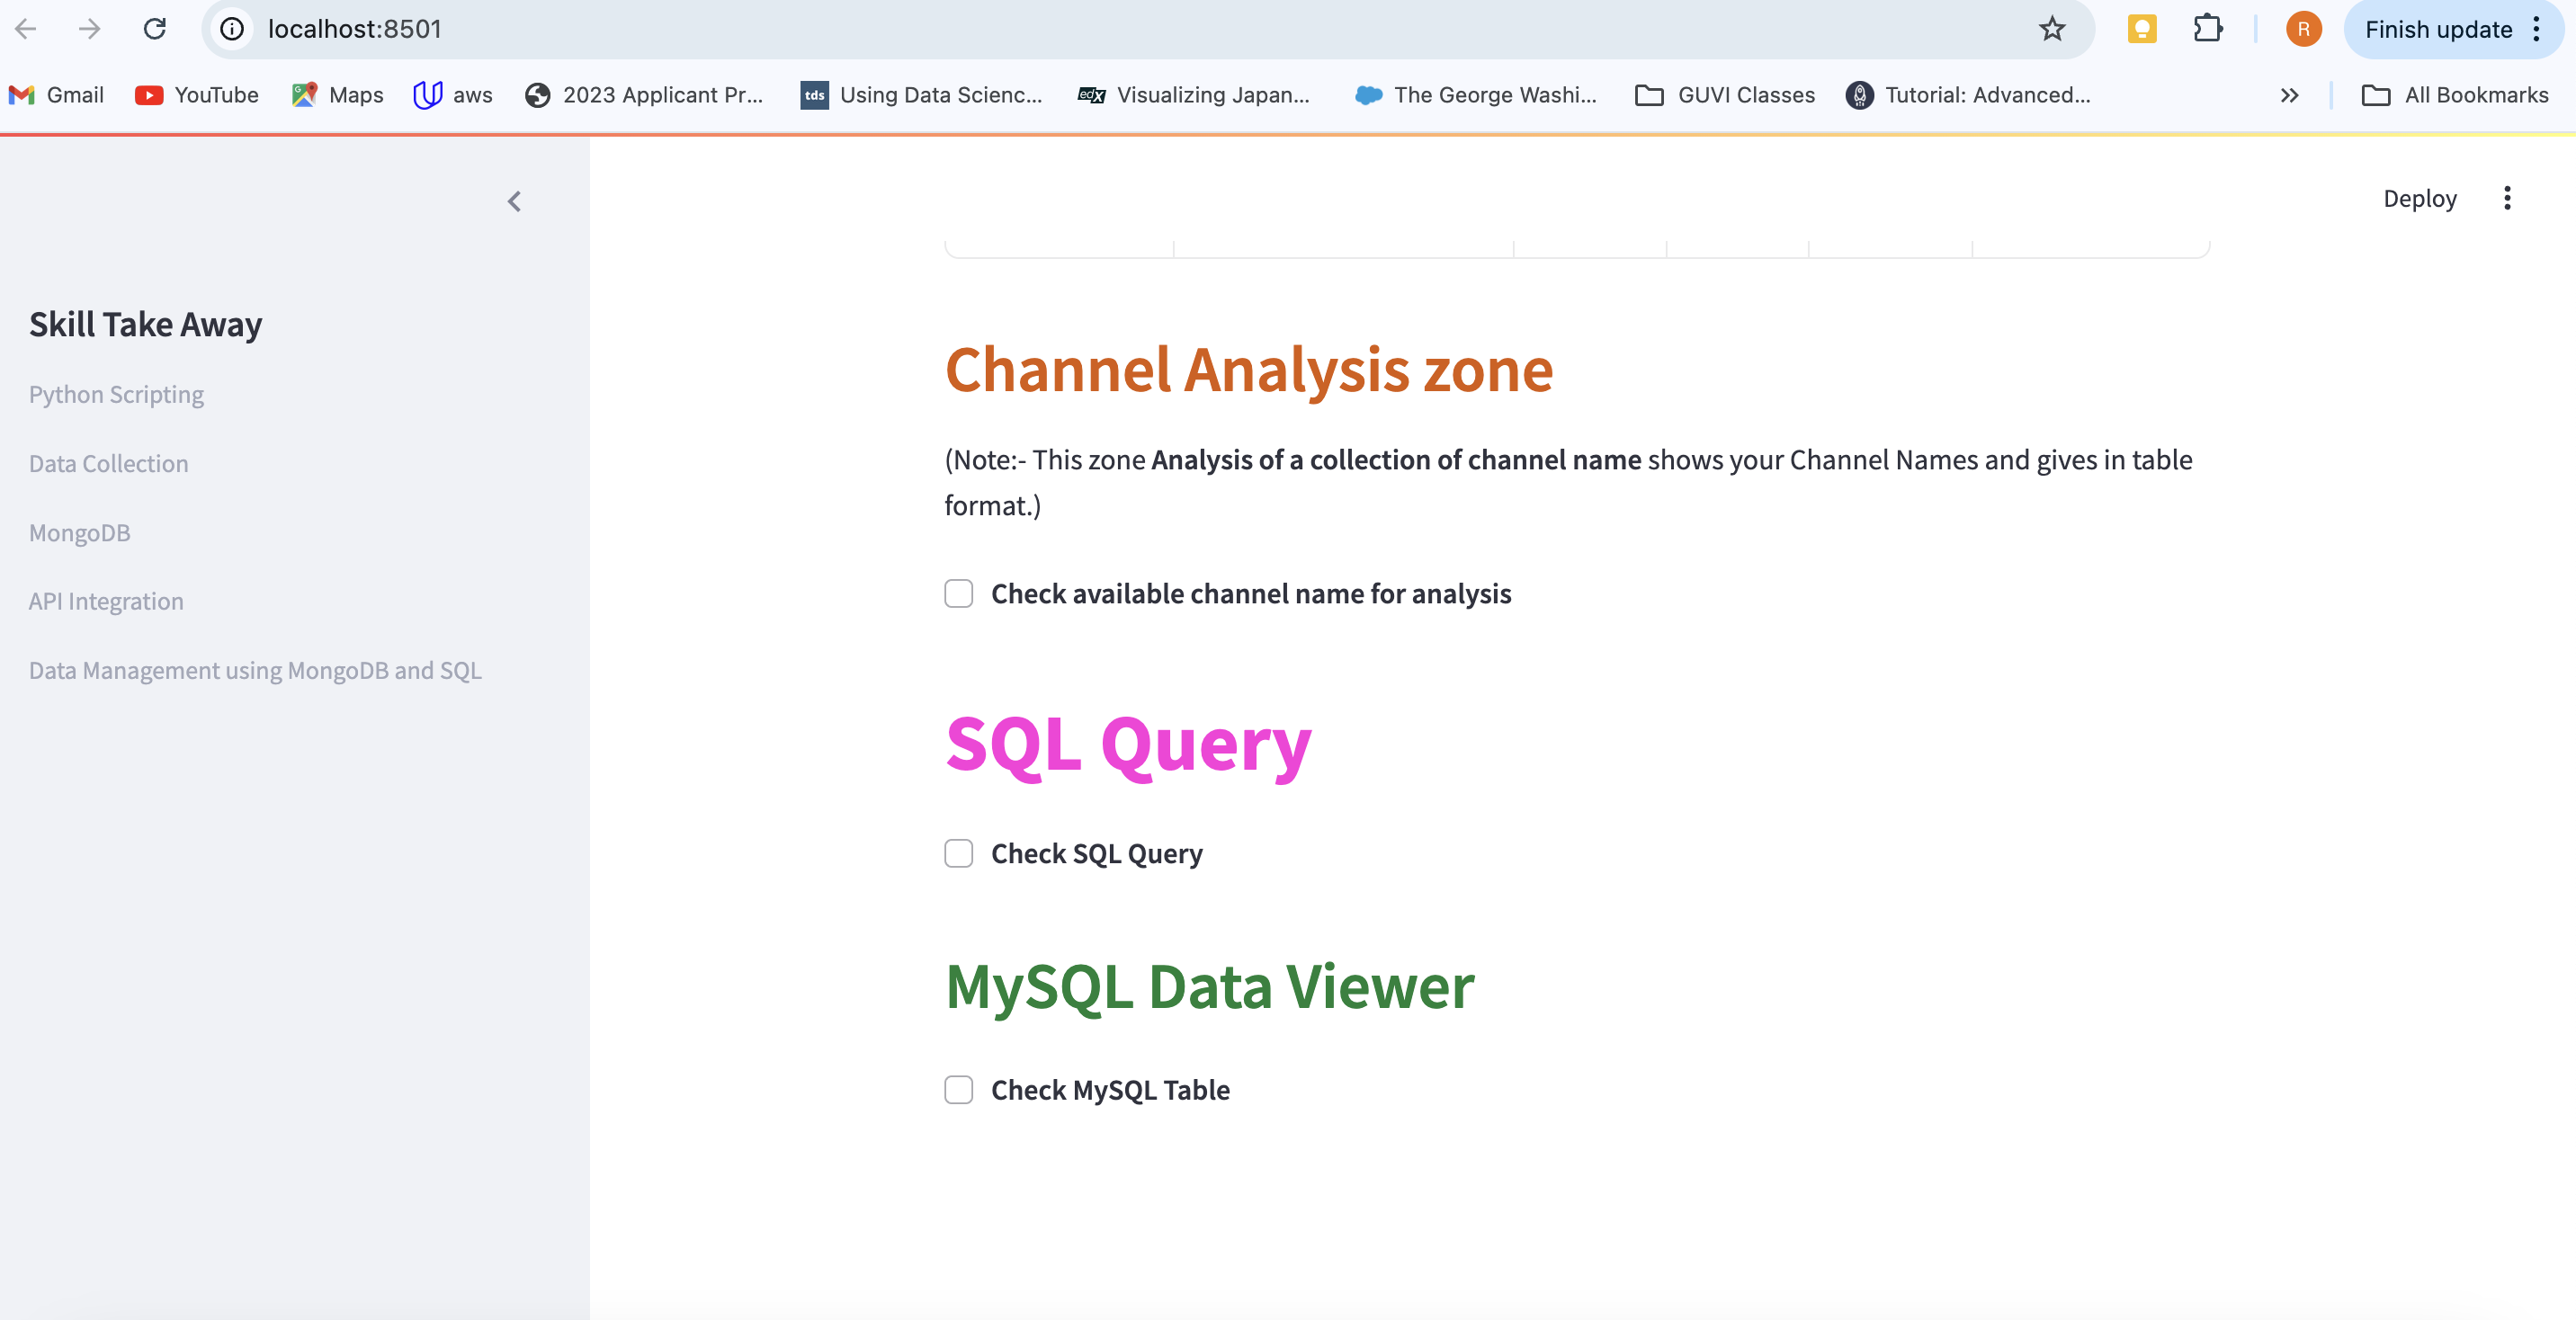 localhost:8501
R
Finish update
Gmail
YouTube
Maps
aws
2023 Applicant Pr...
tds
Using Data Scienc...
edX
Visualizing Japan...
The George Washi...
GUVI Classes
Tutorial: Advanced...
All Bookmarks
Deploy
Skill Take Away
Python Scripting
Data Collection
MongoDB
API Integration
Data Management using MongoDB and SQL
Channel Analysis zone
(Note:- This zone Analysis of a collection of channel name shows your Channel Names and gives in table
format.)
Check available channel name for analysis
SQL Query
Check SQL Query
MySQL Data Viewer
Check MySQL Table